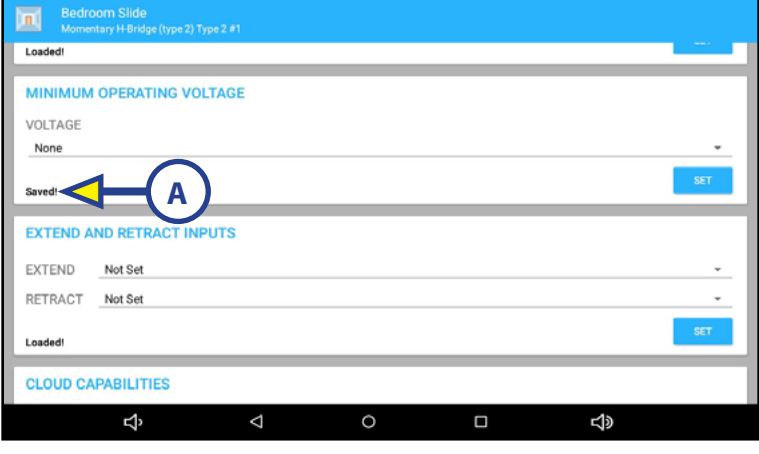 Bedroom Slide
Momentary H-Bridge (type 2) Type 2 #1
Loaded!
MINIMUM OPERATING VOLTAGE
VOLTAGE
None
SET
Saved!
A
EXTEND AND RETRACT INPUTS
EXTEND Not Set
RETRACT Not Set
SET
Loaded!
CLOUD CAPABILITIES